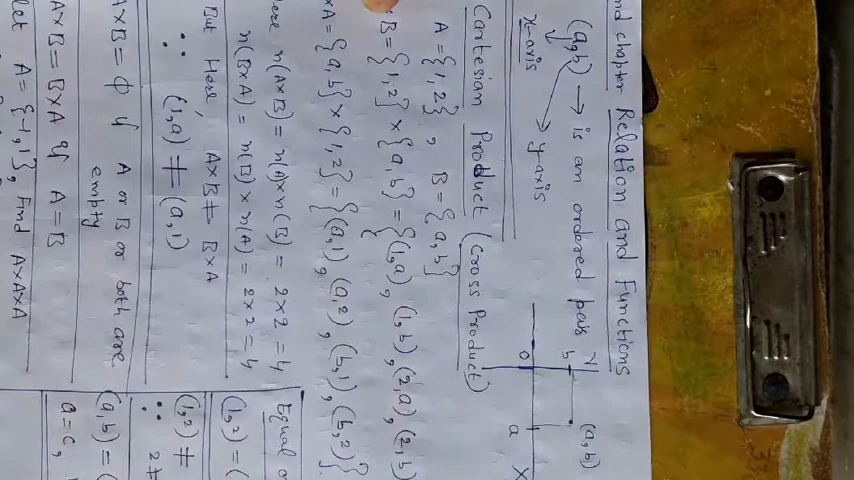 nd chapter Relation and Functions
(a,b) → is an ordered pair
x-axis
y-axis
y
b
(a,b)
0
a
X
Cartesian Product (Cross Product)
A = {1,2}, B = {a,b}
B = {1,2} × {a,b} = {(1,a), (1,b), (2,a), (2,b)
×A = {a,b} × {1,2} = {(a,1), (a,2), (b,1), (b,2)}
ere n(A×B) = n(A)×n(B) = 2×2 = 4
n(B×A) = n(B) × n(A) = 2×2 = 4
But Here, A×B ≠ B×A
∵ (1,a) ≠ (a,1)
A×B = ϕ if A or B or both are empty
A×B = B×A if A = B
let A = {-1,1}, Find A×A×A
Equal o
(1,2) = (
(1,2) ≠
∵ 2≠
(a,b) = (
a=c,